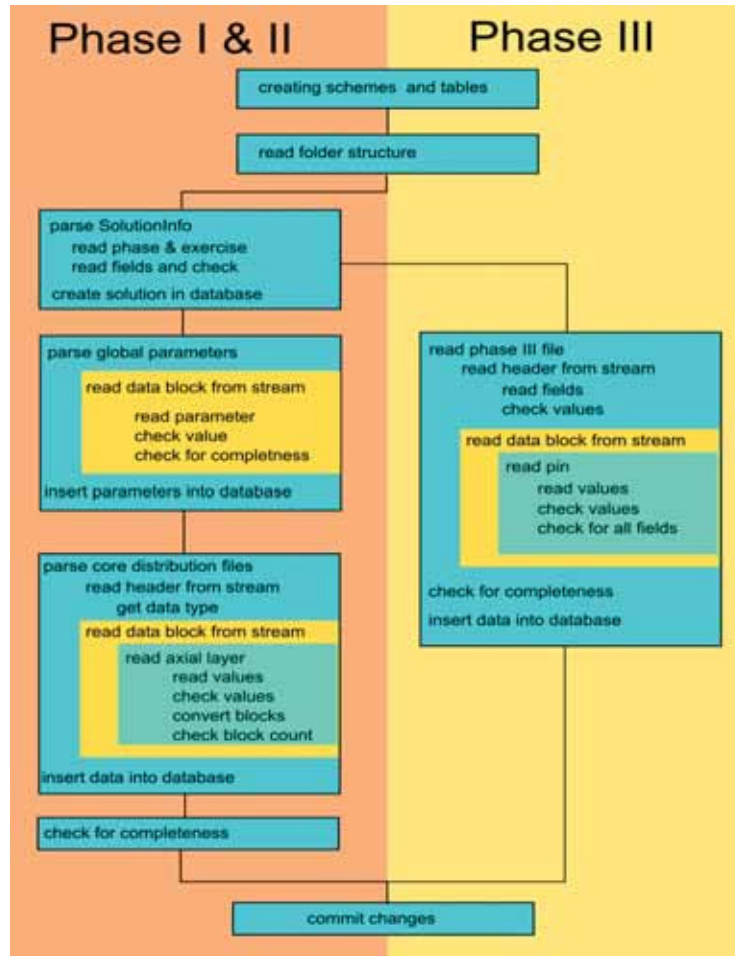 Phase I & II
Phase III
creating schemes and tables
read folder structure
parse SolutionInfo
read phase & exercise
read fields and check
create solution in database
parse global parameters
read data block from stream
read parameter
check value
check for completness
insert parameters into database
parse core distribution files
read header from stream
get data type
read data block from stream
read axial layer
read values
check values
convert blocks
check block count
insert data into database
check for completeness
read phase III file
read header from stream
read fields
check values
read data block from stream
read pin
read values
check values
check for all fields
check for completeness
insert data into database
commit changes